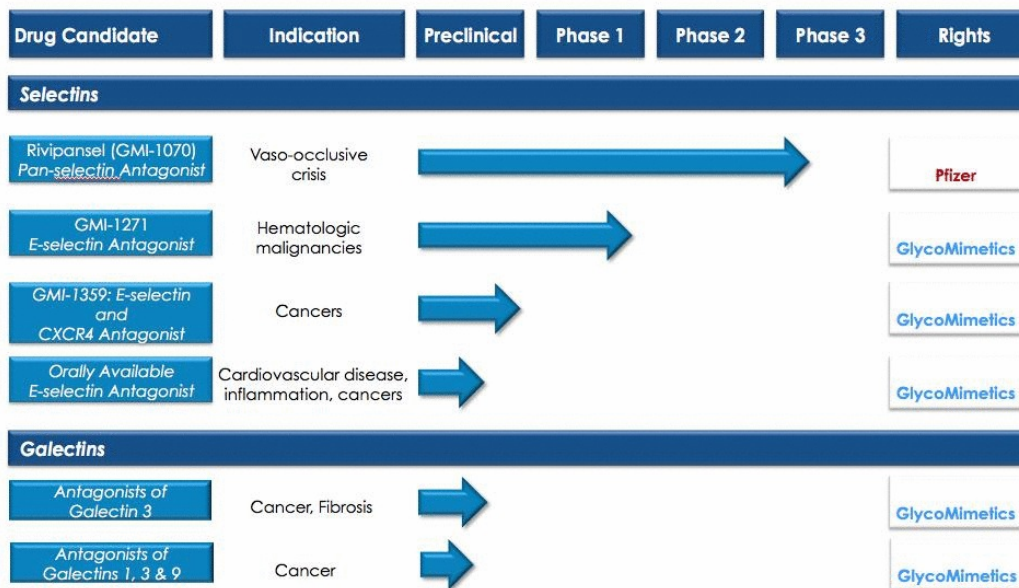 Drug Candidate
Indication
Preclinical
Phase 1
Phase 2
Phase 3
Rights
Selectins
Rivipansel (GMI-1070)
Pan-selectin Antagonist
Vaso-occlusive
crisis
Pfizer
GMI-1271
E-selectin Antagonist
Hematologic
malignancies
GlycoMimetics
GMI-1359: E-selectin
and
CXCR4 Antagonist
Cancers
GlycoMimetics
Orally Available
E-selectin Antagonist
Cardiovascular disease,
inflammation, cancers
GlycoMimetics
Galectins
Antagonists of
Galectin 3
Cancer, Fibrosis
GlycoMimetics
Antagonists of
Galectins 1, 3 & 9
Cancer
GlycoMimetics